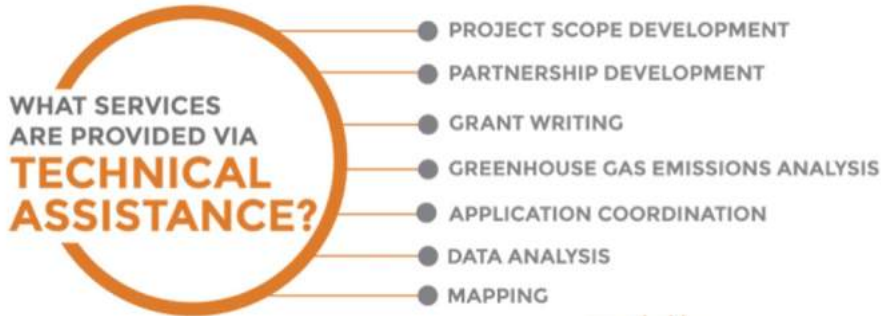 WHAT SERVICES
ARE PROVIDED VIA
TECHNICAL
ASSISTANCE?
PROJECT SCOPE DEVELOPMENT
PARTNERSHIP DEVELOPMENT
GRANT WRITING
GREENHOUSE GAS EMISSIONS ANALYSIS
APPLICATION COORDINATION
DATA ANALYSIS
MAPPING